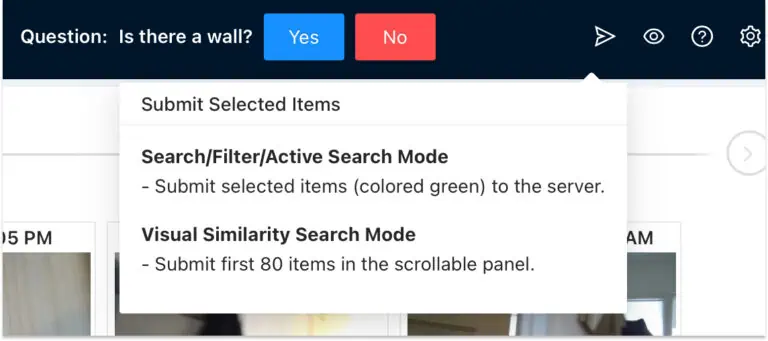 Question: Is there a wall? Yes No
Submit Selected Items
Search/Filter/Active Search Mode
- Submit selected items (colored green) to the server.
Visual Similarity Search Mode
- Submit first 80 items in the scrollable panel.
05 PM AM